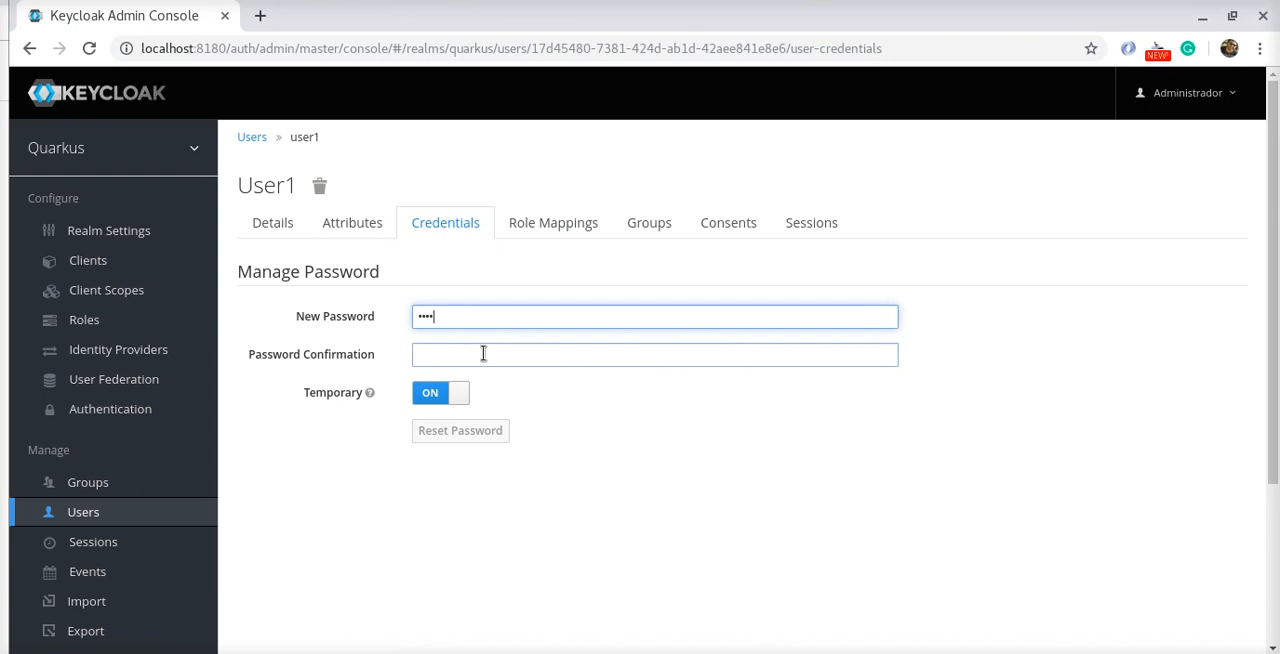 Keycloak Admin Console
localhost:8180/auth/admin/master/console/#/realms/quarkus/users/17d45480-7381-424d-ab1d-42aee841e8e6/user-credentials
NEW!
KEYCLOAK
Administrador
Quarkus
Users » user1
User1
Details Attributes Credentials Role Mappings Groups Consents Sessions
Configure
Realm Settings
Clients
Client Scopes
Roles
Identity Providers
User Federation
Authentication
Manage
Groups
Users
Sessions
Events
Import
Export
Manage Password
New Password ••••
Password Confirmation
Temporary ON
Reset Password